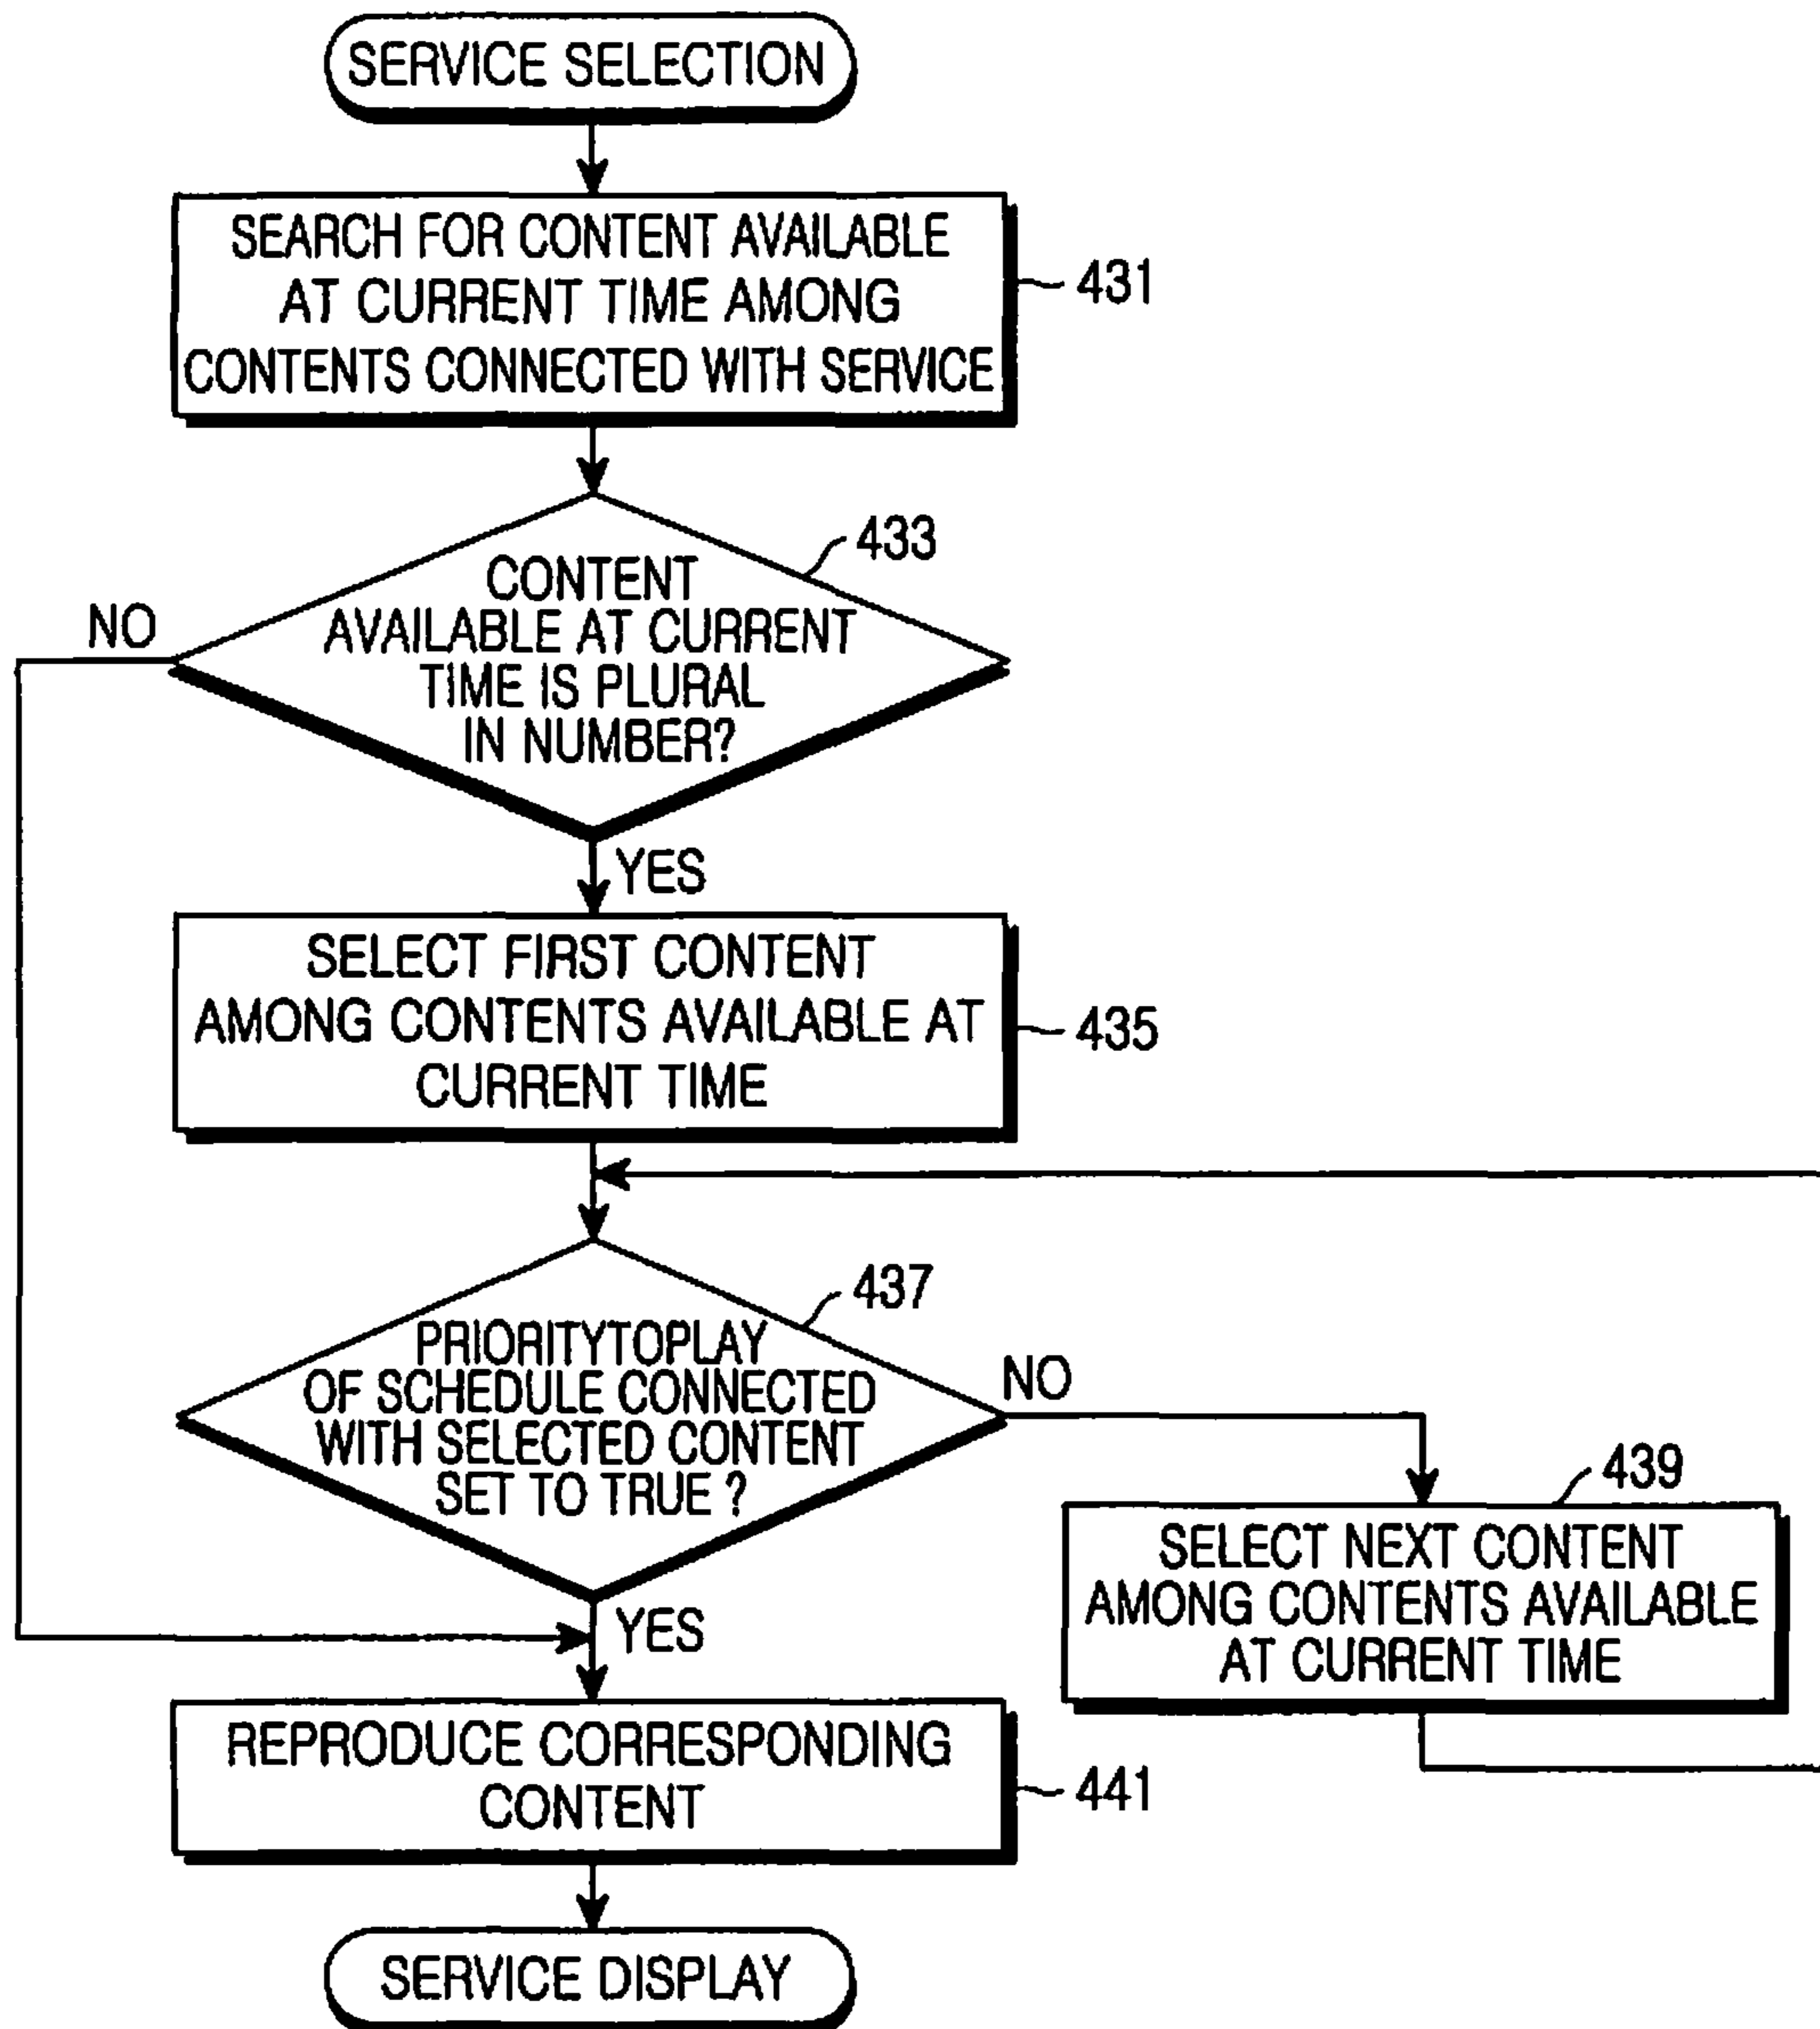 SERVICE SELECTION
SEARCH FOR CONTENT AVAILABLE
AT CURRENT TIME AMONG
CONTENTS CONNECTED WITH SERVICE
431
433
CONTENT
AVAILABLE AT CURRENT
TIME IS PLURAL
IN NUMBER?
NO
YES
SELECT FIRST CONTENT
AMONG CONTENTS AVAILABLE AT
CURRENT TIME
435
437
PRIORITYTOPLAY
OF SCHEDULE CONNECTED
WITH SELECTED CONTENT
SET TO TRUE ?
NO
439
SELECT NEXT CONTENT
AMONG CONTENTS AVAILABLE
AT CURRENT TIME
YES
REPRODUCE CORRESPONDING
CONTENT
441
SERVICE DISPLAY